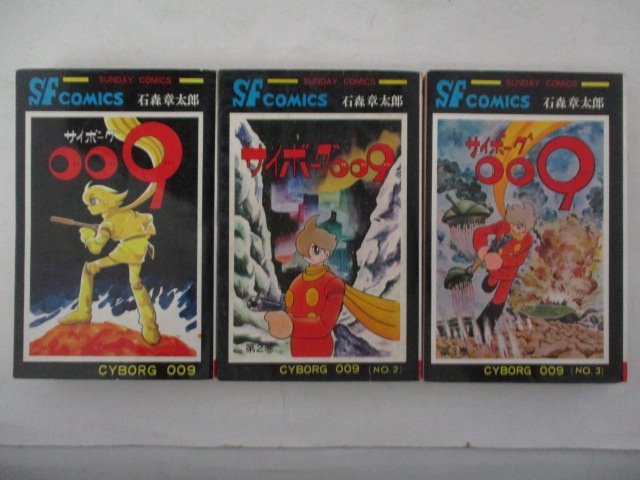 SUNDAY COMICS
SF COMICS 石森章太郎
サイボーグ
009
CYBORG 009
SUNDAY COMICS
SF COMICS 石森章太郎
サイボーグ009
第2巻
CYBORG 009 (NO.2)
SUNDAY COMICS
SF COMICS 石森章太郎
サイボーグ
009
第3巻
CYBORG 009 (NO.3)